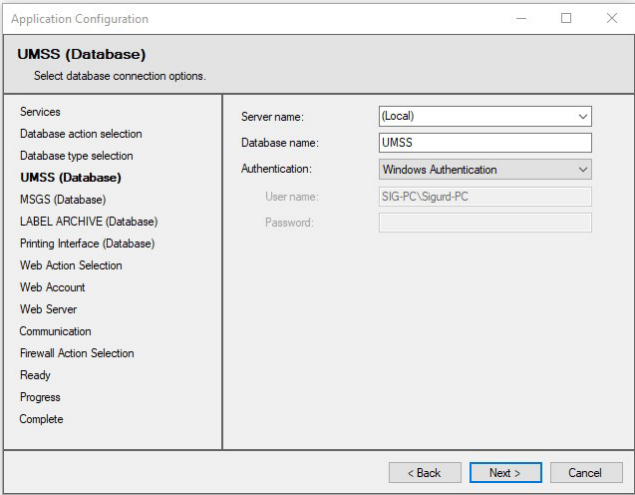 Application Configuration
UMSS (Database)
Select database connection options.
Services
Database action selection
Database type selection
UMSS (Database)
MSGS (Database)
LABEL ARCHIVE (Database)
Printing Interface (Database)
Web Action Selection
Web Account
Web Server
Communication
Firewall Action Selection
Ready
Progress
Complete
Server name: (Local)
Database name: UMSS
Authentication: Windows Authentication
User name: SIG-PC\Sigurd-PC
Password:
< Back Next > Cancel